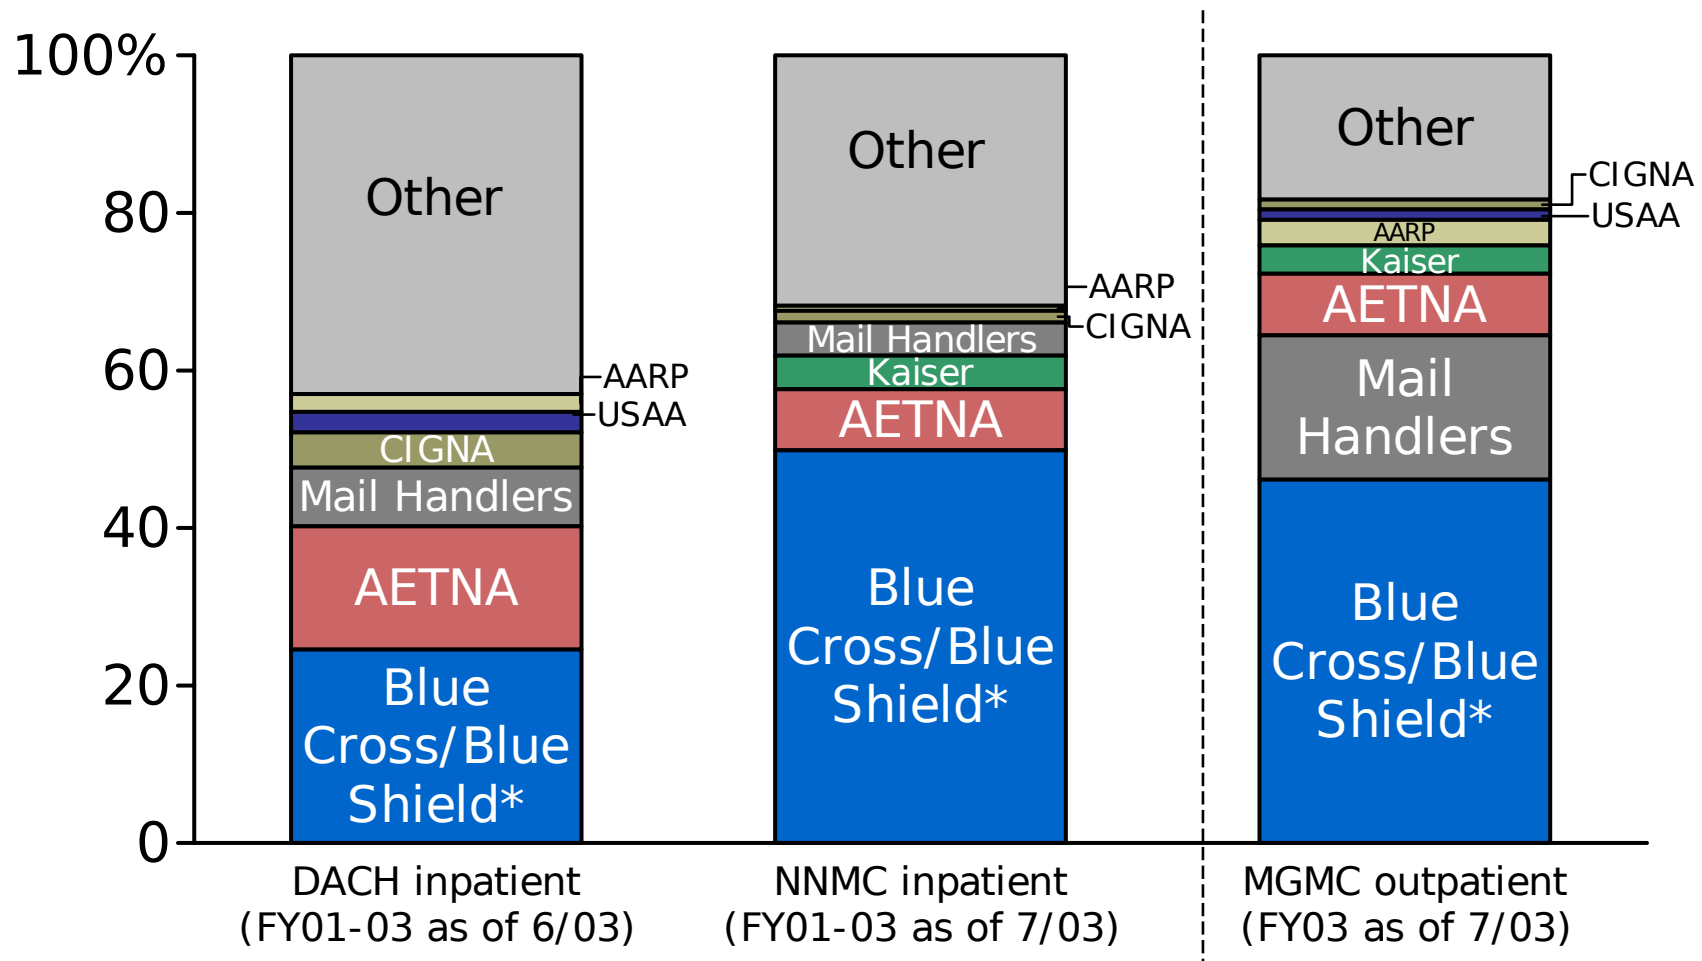 100%
80
60
40
20
0
Other
AARP
USAA
CIGNA
Mail Handlers
AETNA
Blue
Cross/Blue
Shield*
DACH inpatient
(FY01-03 as of 6/03)
Other
AARP
CIGNA
Mail Handlers
Kaiser
AETNA
Blue
Cross/Blue
Shield*
NNMC inpatient
(FY01-03 as of 7/03)
Other
CIGNA
USAA
AARP
Kaiser
AETNA
Mail
Handlers
Blue
Cross/Blue
Shield*
MGMC outpatient
(FY03 as of 7/03)